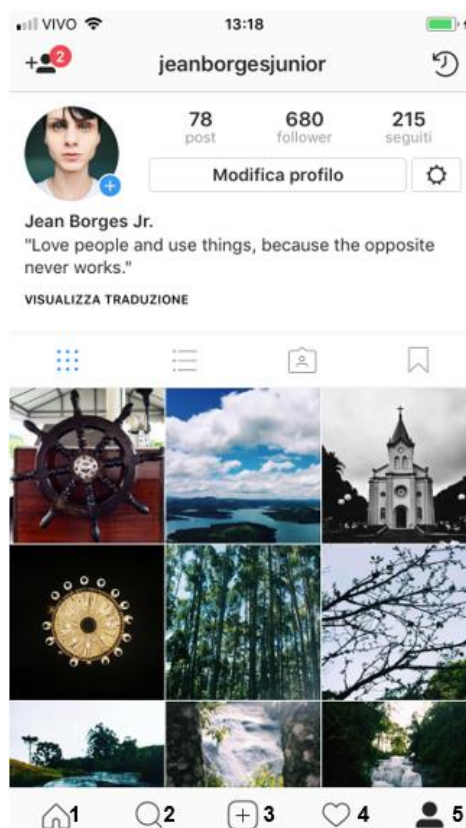 VIVO 13:18
2 jeanborgesjunior
78 680 215
post follower seguiti
Modifica profilo
Jean Borges Jr.
"Love people and use things, because the opposite
never works."
VISUALIZZA TRADUZIONE
1 2 3 4 5